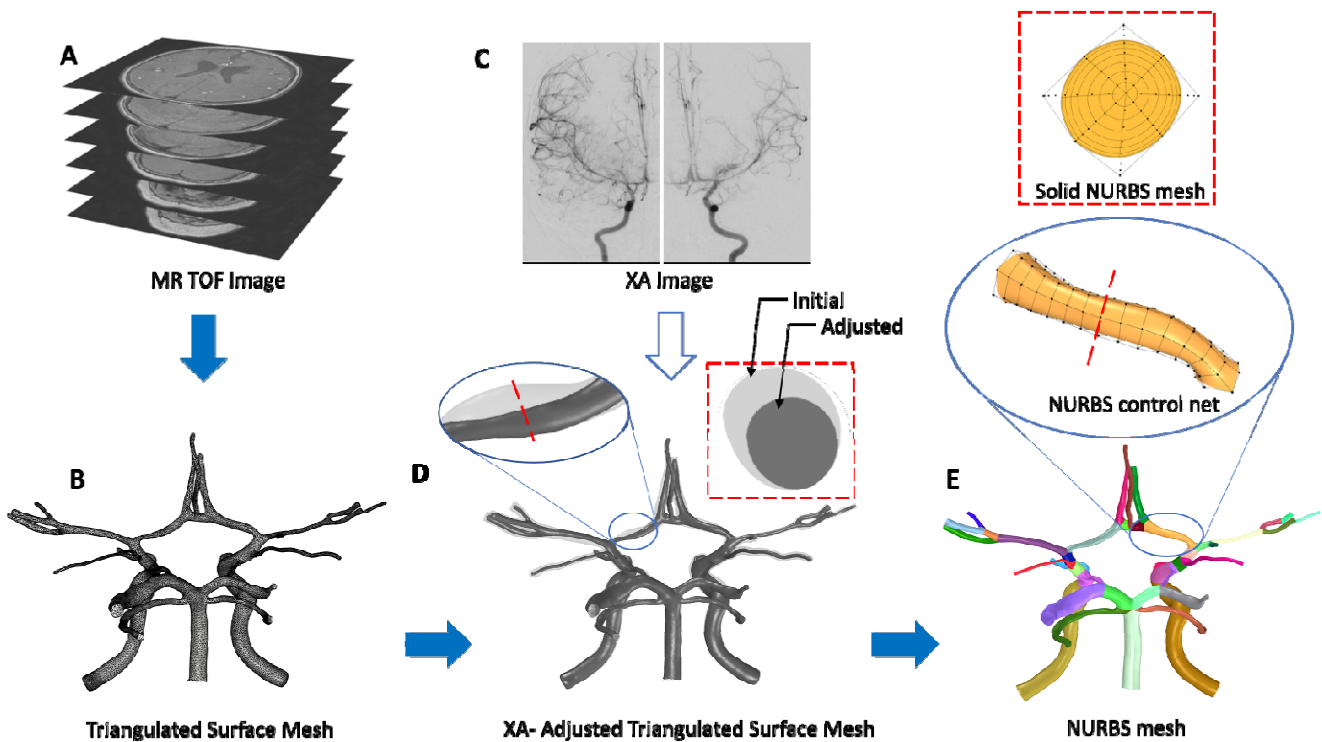 A
MR TOF Image
C
XA Image
Solid NURBS mesh
Initial
Adjusted
NURBS control net
B
Triangulated Surface Mesh
D
XA- Adjusted Triangulated Surface Mesh
E
NURBS mesh